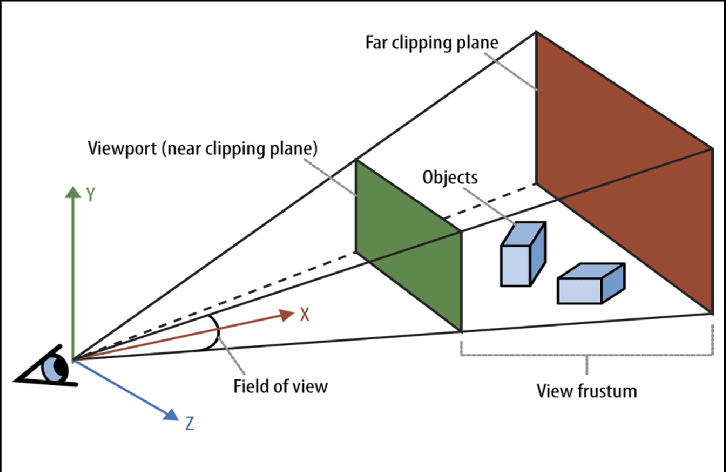 Far clipping plane
Viewport (near clipping plane)
Objects
Y
X
Field of view
View frustum
Z